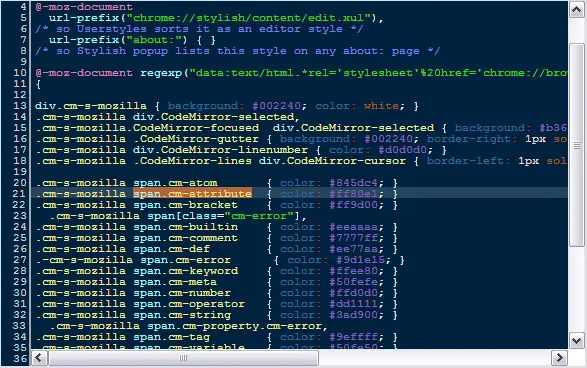 4 @-moz-document
5 url-prefix("chrome://stylish/content/edit.xul"),
6 /* so Userstyles sorts it as an editor style */
7 url-prefix("about:") { }
8 /* so Stylish popup lists this style on any about: page */
9
10 @-moz-document regexp("data:text/html.*rel='stylesheet'%20href='chrome://bro
11 {
12
13 div.cm-s-mozilla { background: #002240; color: white; }
14 .cm-s-mozilla div.CodeMirror-selected,
15 .cm-s-mozilla.CodeMirror-focused div.CodeMirror-selected { background: #b36
16 .cm-s-mozilla .CodeMirror-gutter { background: #002240; border-right: 1px so
17 .cm-s-mozilla div.CodeMirror-linenumber { color: #d0d0d0; }
18 .cm-s-mozilla .CodeMirror-lines div.CodeMirror-cursor { border-left: 1px sol
19
20 .cm-s-mozilla span.cm-atom { color: #845dc4; }
21 .cm-s-mozilla span.cm-attribute { color: #ff80e1; }
22 .cm-s-mozilla span.cm-bracket { color: #ff9d00; }
23 .cm-s-mozilla span[class="cm-error"],
24 .cm-s-mozilla span.cm-builtin { color: #eeaaaa; }
25 .cm-s-mozilla span.cm-comment { color: #7777ff; }
26 .cm-s-mozilla span.cm-def { color: #ee77aa; }
27 .-cm-s-mozilla span.cm-error { color: #9d1e15; }
28 .cm-s-mozilla span.cm-keyword { color: #ffee80; }
29 .cm-s-mozilla span.cm-meta { color: #50fefe; }
30 .cm-s-mozilla span.cm-number { color: #ffd0d0; }
31 .cm-s-mozilla span.cm-operator { color: #dd1111; }
32 .cm-s-mozilla span.cm-string { color: #3ad900; }
33 .cm-s-mozilla span.cm-property.cm-error,
34 .cm-s-mozilla span.cm-tag { color: #9effff; }
35 .cm-s-mozilla span.cm-variable { color: #50fe50; }
36